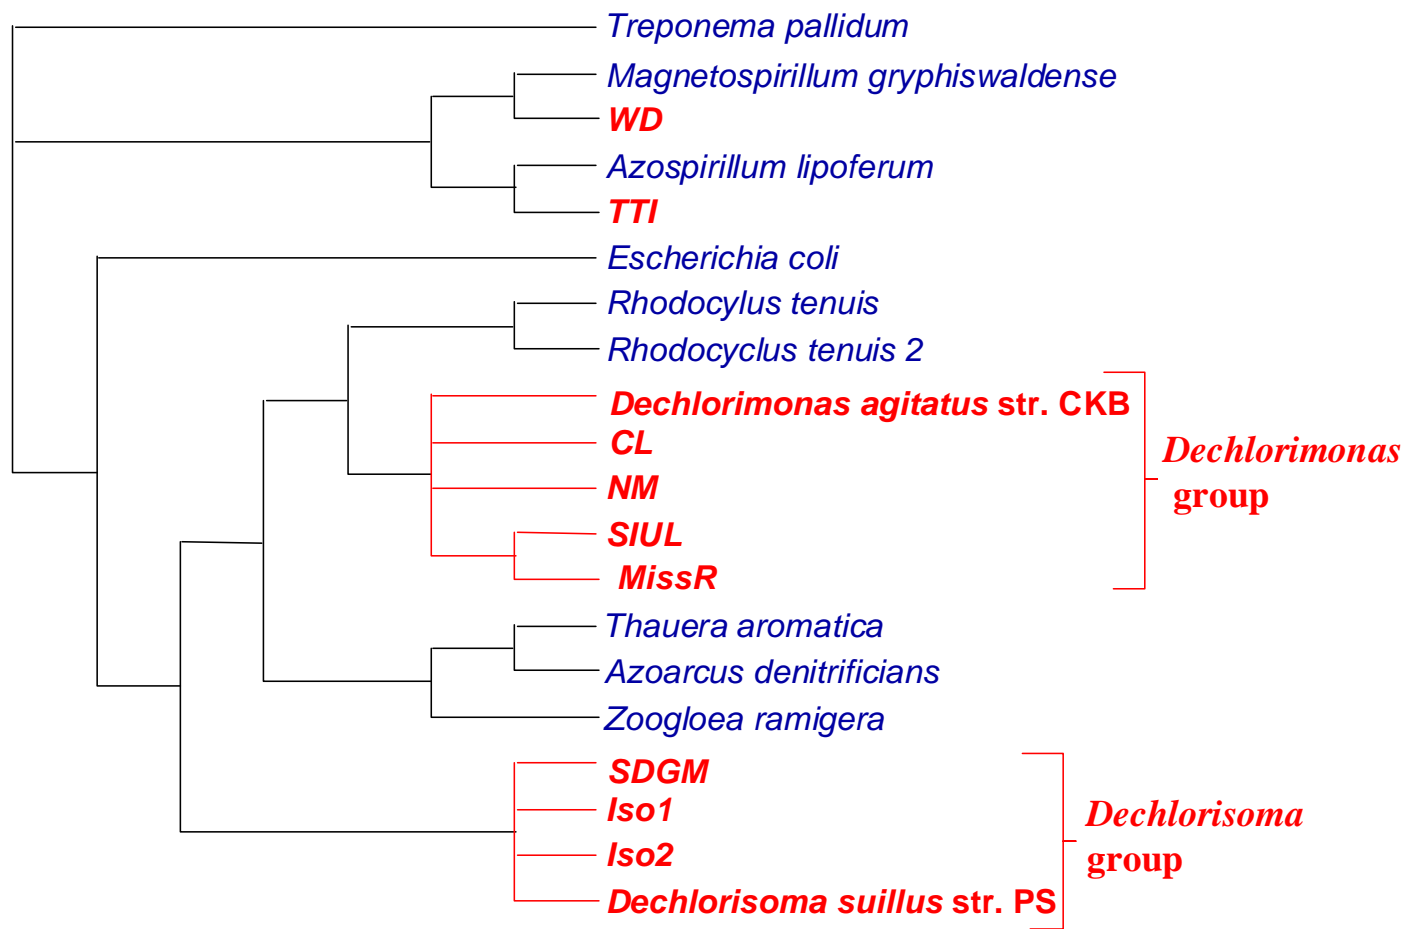 Treponema pallidum
Magnetospirillum gryphiswaldense
WD
Azospirillum lipoferum
TTI
Escherichia coli
Rhodocylus tenuis
Rhodocyclus tenuis 2
Dechlorimonas agitatus str. CKB
CL
NM
SIUL
MissR
Dechlorimonas
group
Thauera aromatica
Azoarcus denitrificians
Zoogloea ramigera
SDGM
Iso1
Iso2
Dechlorisoma suillus str. PS
Dechlorisoma
group